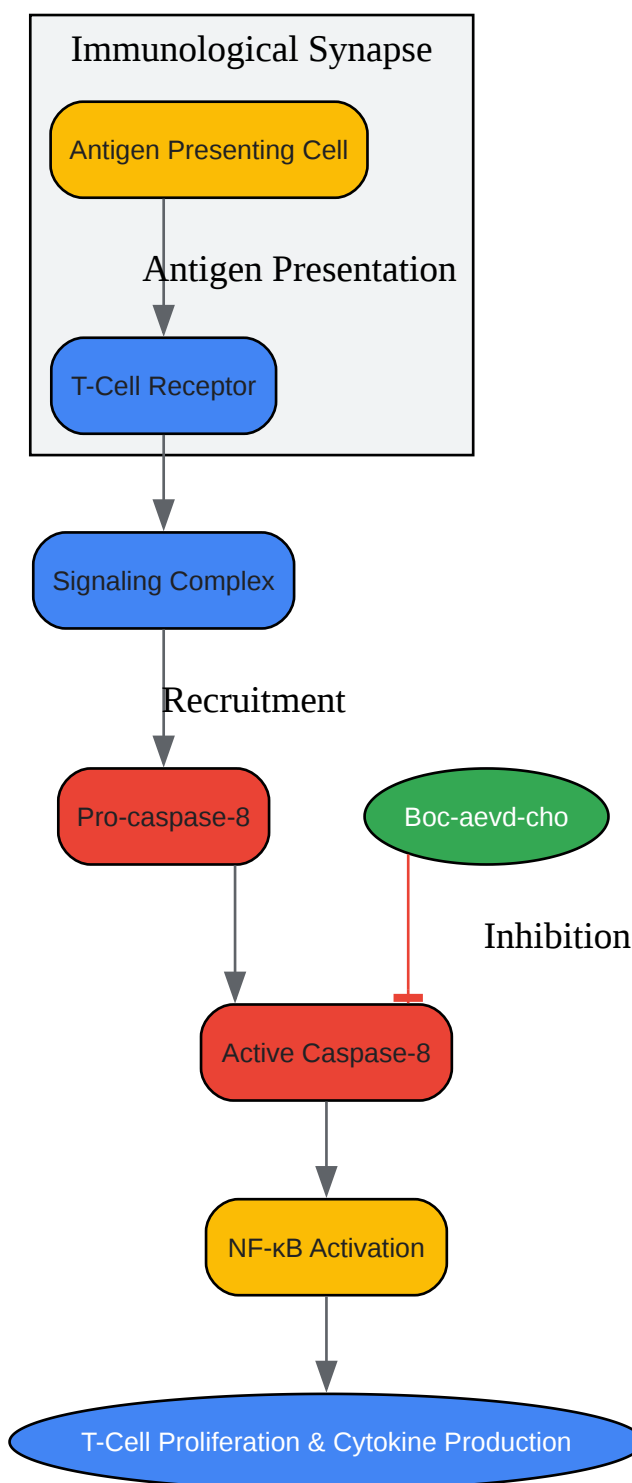 Immunological Synapse
Antigen Presenting Cell
Antigen Presentation
T-Cell Receptor
Signaling Complex
Recruitment
Pro-caspase-8
Boc-aevd-cho
Inhibition
Active Caspase-8
NF-κB Activation
T-Cell Proliferation & Cytokine Production